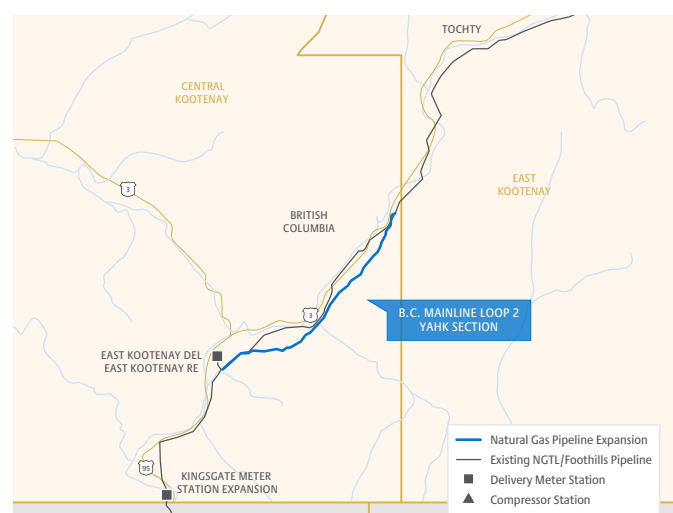 TOCHTY
CENTRAL
KOOTENAY
EAST
KOOTENAY
3
BRITISH
COLUMBIA
3
B.C. MAINLINE LOOP 2
YAHK SECTION
EAST KOOTENAY DEL
EAST KOOTENAY RE
95
KINGSGATE METER
STATION EXPANSION
Natural Gas Pipeline Expansion
Existing NGTL/Foothills Pipeline
Delivery Meter Station
Compressor Station